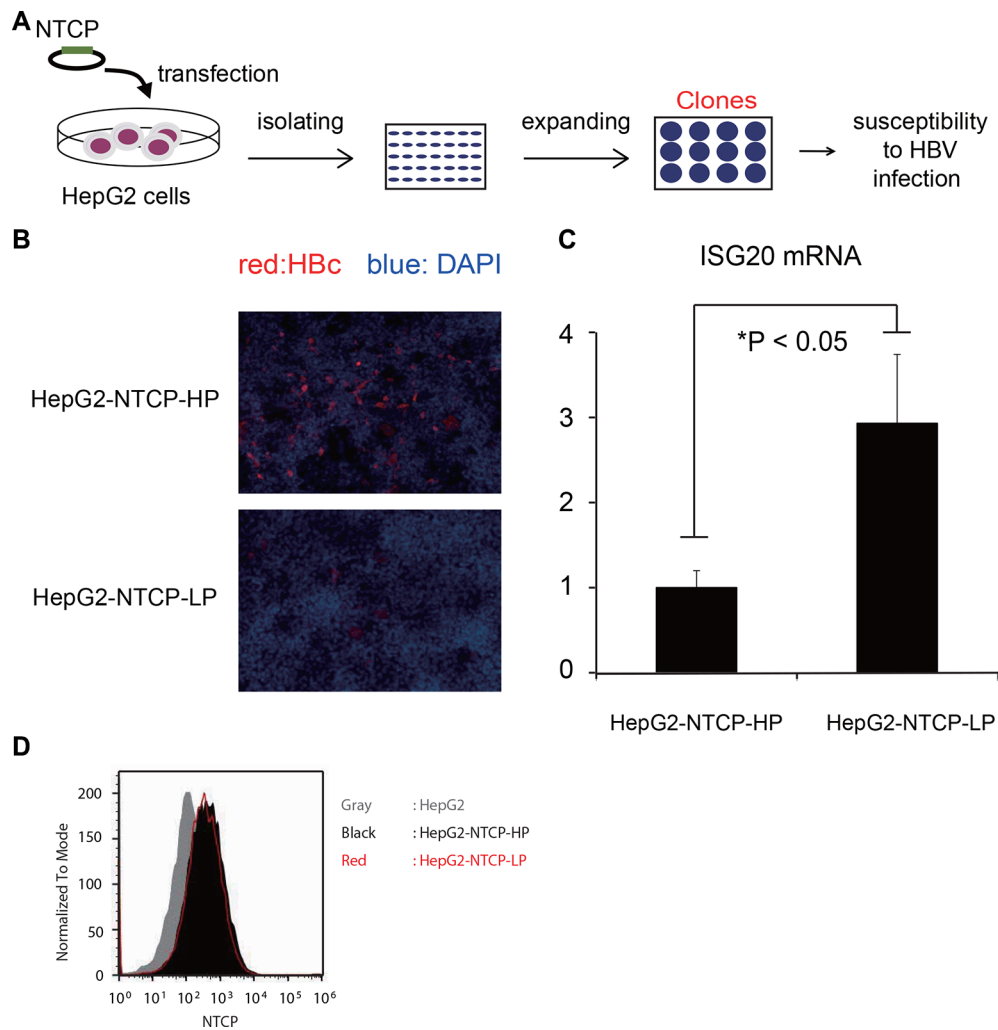 A
NTCP
transfection
HepG2 cells
isolating
expanding
Clones
susceptibility
to HBV
infection
B
red:HBc blue: DAPI
HepG2-NTCP-HP
HepG2-NTCP-LP
C
ISG20 mRNA
*P < 0.05
4
3
2
1
0
HepG2-NTCP-HP HepG2-NTCP-LP
D
Normalized To Mode
200
150
100
50
0
10⁰ 10¹ 10² 10³ 10⁴ 10⁵ 10⁶
NTCP
Gray : HepG2
Black : HepG2-NTCP-HP
Red : HepG2-NTCP-LP